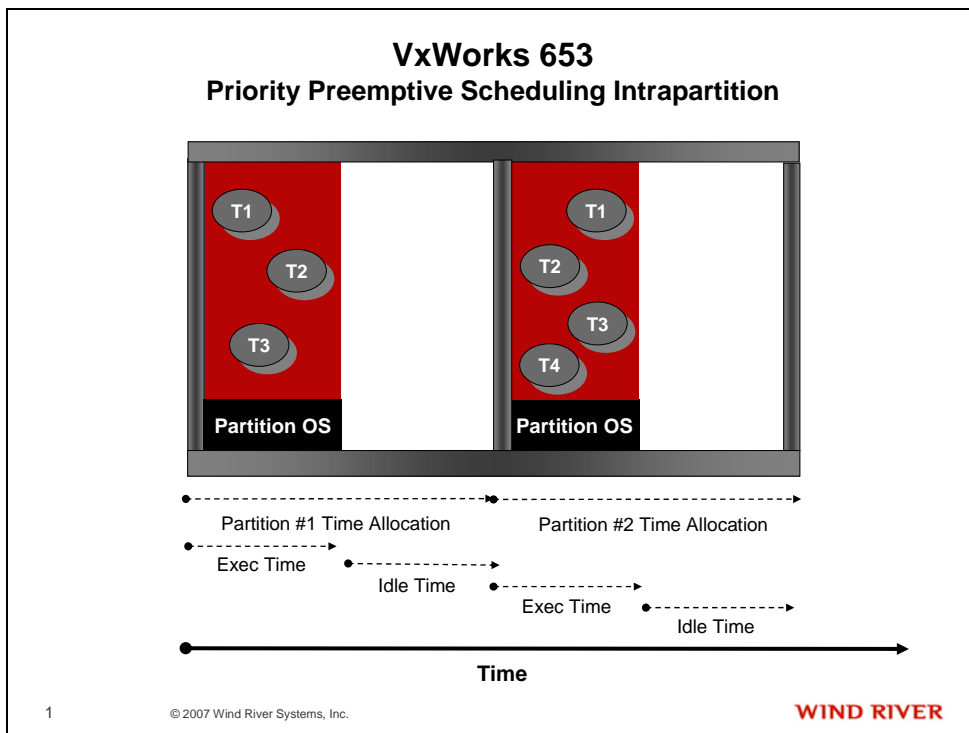 VxWorks 653
Priority Preemptive Scheduling Intrapartition
T1
T2
T3
Partition OS
T1
T2
T3
T4
Partition OS
Partition #1 Time Allocation
Partition #2 Time Allocation
Exec Time
Idle Time
Exec Time
Idle Time
Time
1
© 2007 Wind River Systems, Inc.
WIND RIVER